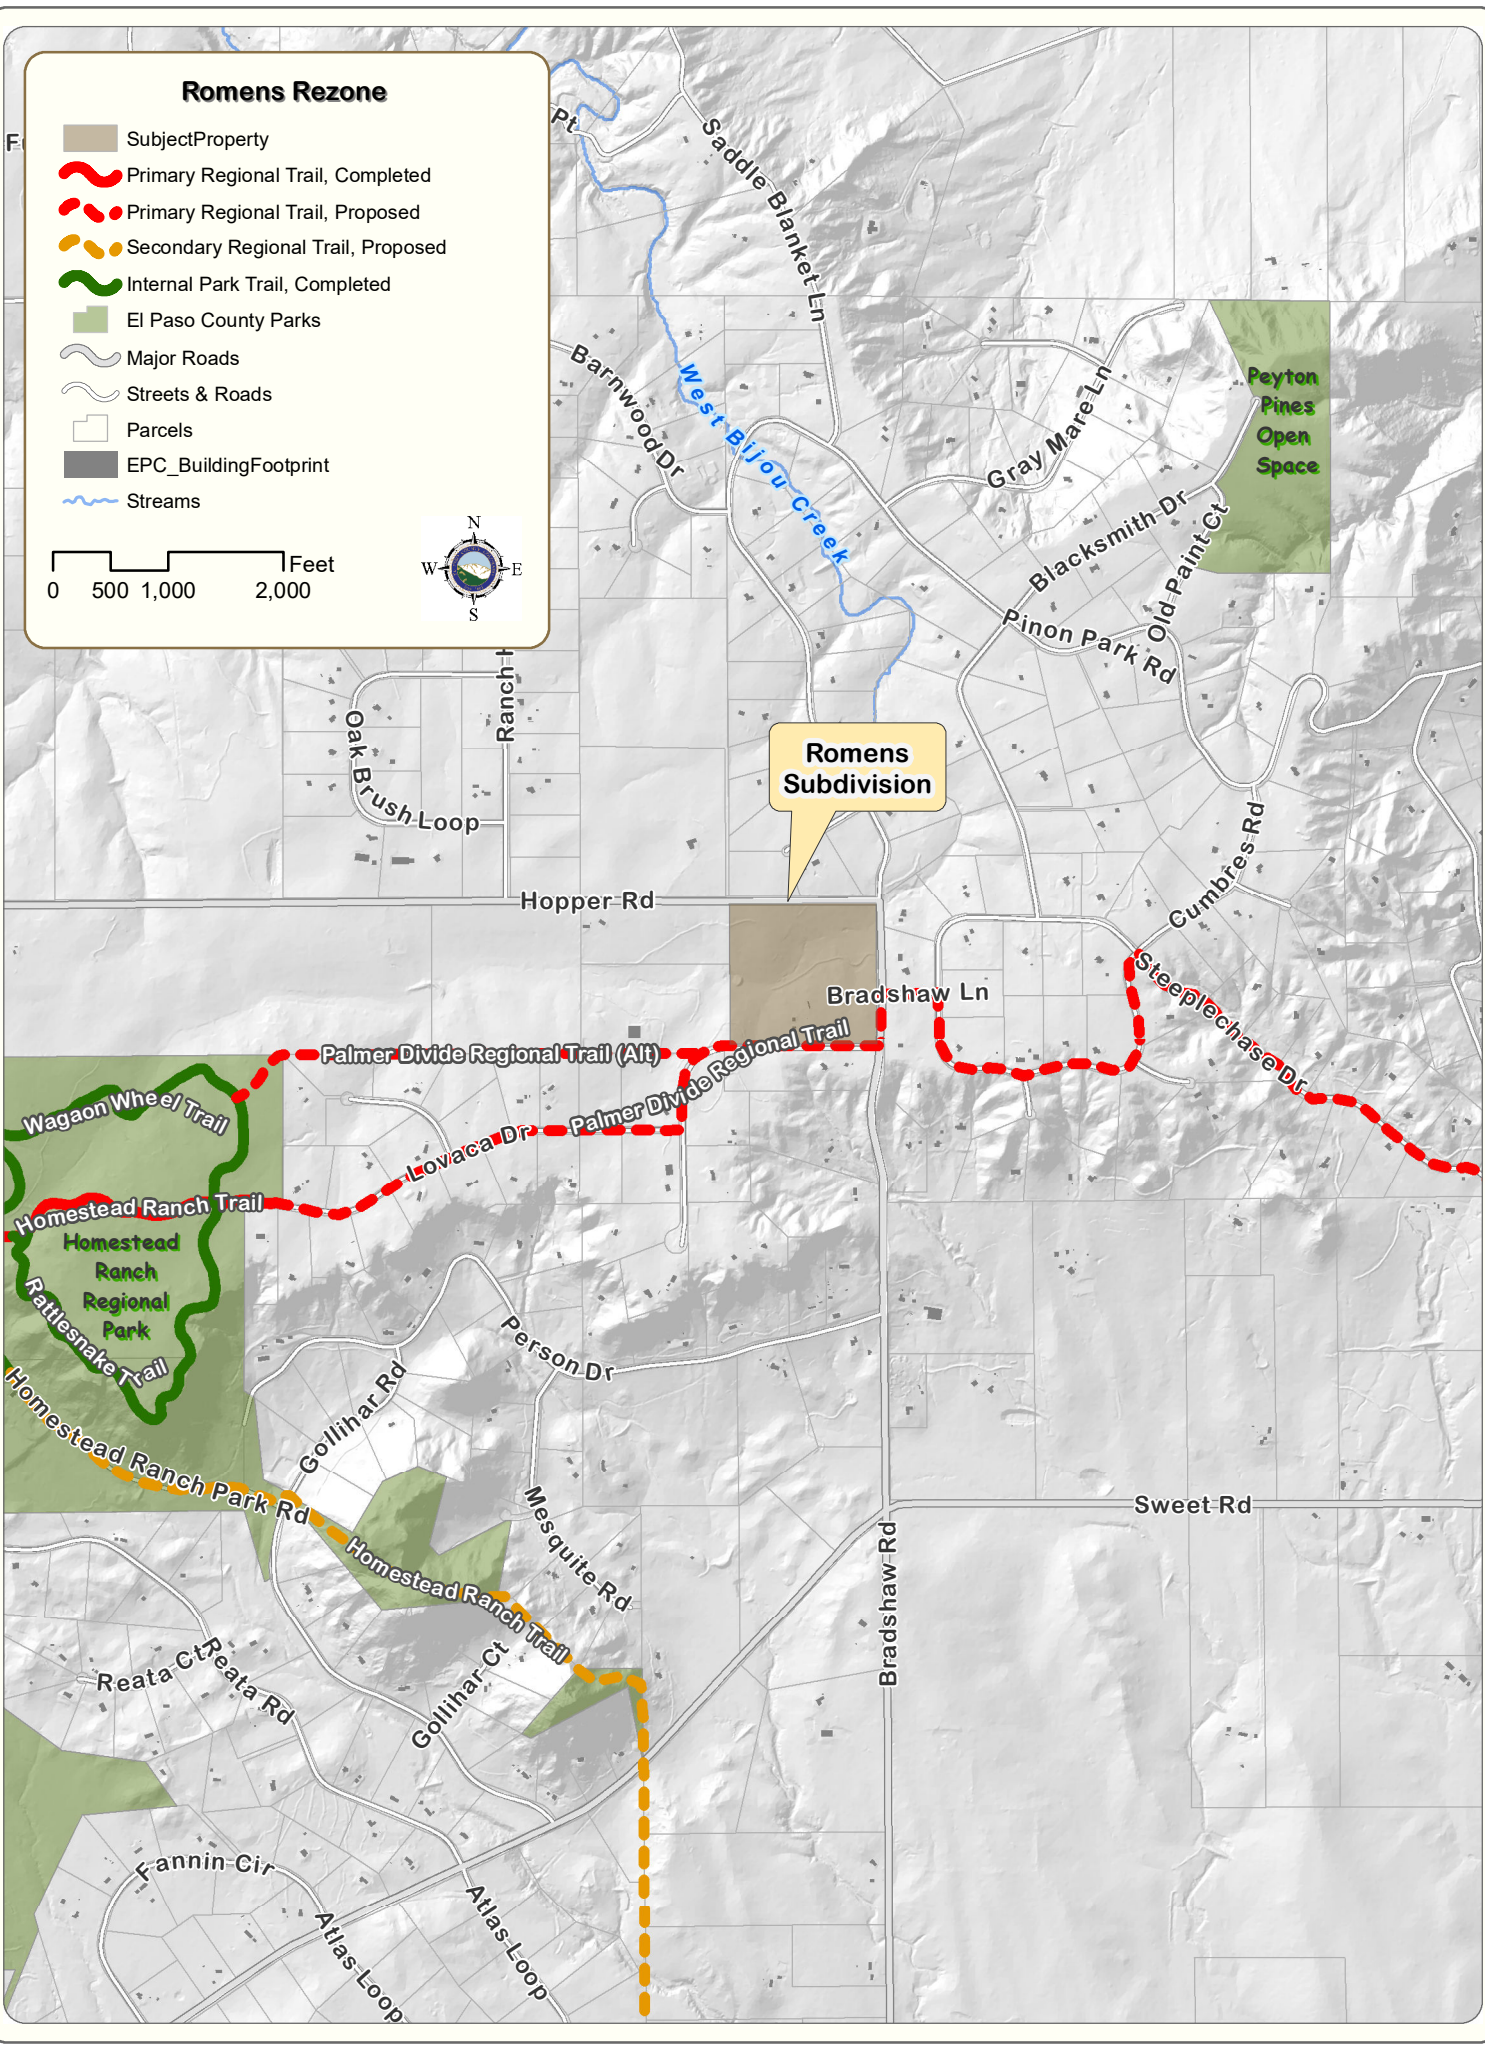 Romens Rezone
SubjectProperty
Primary Regional Trail, Completed
Primary Regional Trail, Proposed
Secondary Regional Trail, Proposed
Internal Park Trail, Completed
El Paso County Parks
Major Roads
Streets & Roads
Parcels
EPC_BuildingFootprint
Streams
Feet
0 500 1,000 2,000
N
W E
S
Pt
Saddle Blanket Ln
Barnwood Dr
West Bijou Creek
Gray Mare Ln
Peyton
Pines
Open
Space
Blacksmith Dr
Old Paint Ct
Pinon Park Rd
Ranch
Oak Brush Loop
Romens
Subdivision
Cumbres Rd
Hopper Rd
Bradshaw Ln
Steeplechase Dr
Palmer Divide Regional Trail (Alt)
Palmer Divide Regional Trail
Wagaon Wheel Trail
Lovaca Dr
Homestead Ranch Trail
Homestead
Ranch
Regional
Park
Rattlesnake Trail
Person Dr
Gollihar Rd
Homestead Ranch Park Rd
Mesquite Rd
Sweet Rd
Homestead Ranch Trail
Bradshaw Rd
Reata Ct
Reata Rd
Gollihar Ct
Fannin Cir
Atlas Loop
Atlas Loop